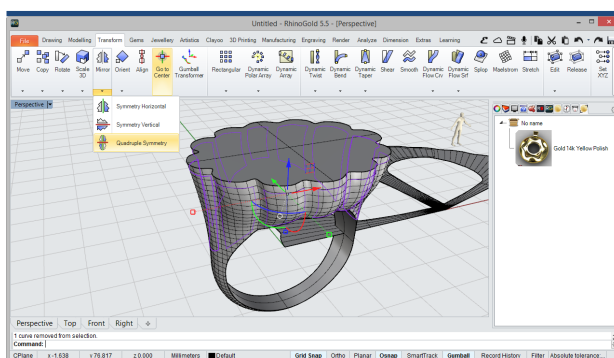 Untitled - RhinoGold 5.5 - [Perspective]
File Drawing Modelling Transform Gems Jewellery Artistica Clayoo 3D Printing Manufacturing Engraving Render Analyze Dimension Extras Learning
Move Copy Rotate Scale 3D Mirror Orient Align Go to Center Gumball Transformer Rectangular Dynamic Polar Array Dynamic Array Dynamic Twist Dynamic Bend Dynamic Taper Shear Smooth Dynamic Flow Crv Dynamic Flow Srf Splop Maelstrom Stretch Edit Release Set XYZ
Perspective
Symmetry Horizontal
Symmetry Vertical
Quadruple Symmetry
No name
Gold 14k Yellow Polish
Perspective Top Front Right
1 curve removed from selection.
Command:
CPlane x -1.538 y 76.817 z 0.000 Millimeters Default Grid Snap Ortho Planar Osnap SmartTrack Gumball Record History Filter Absolute tolerance: